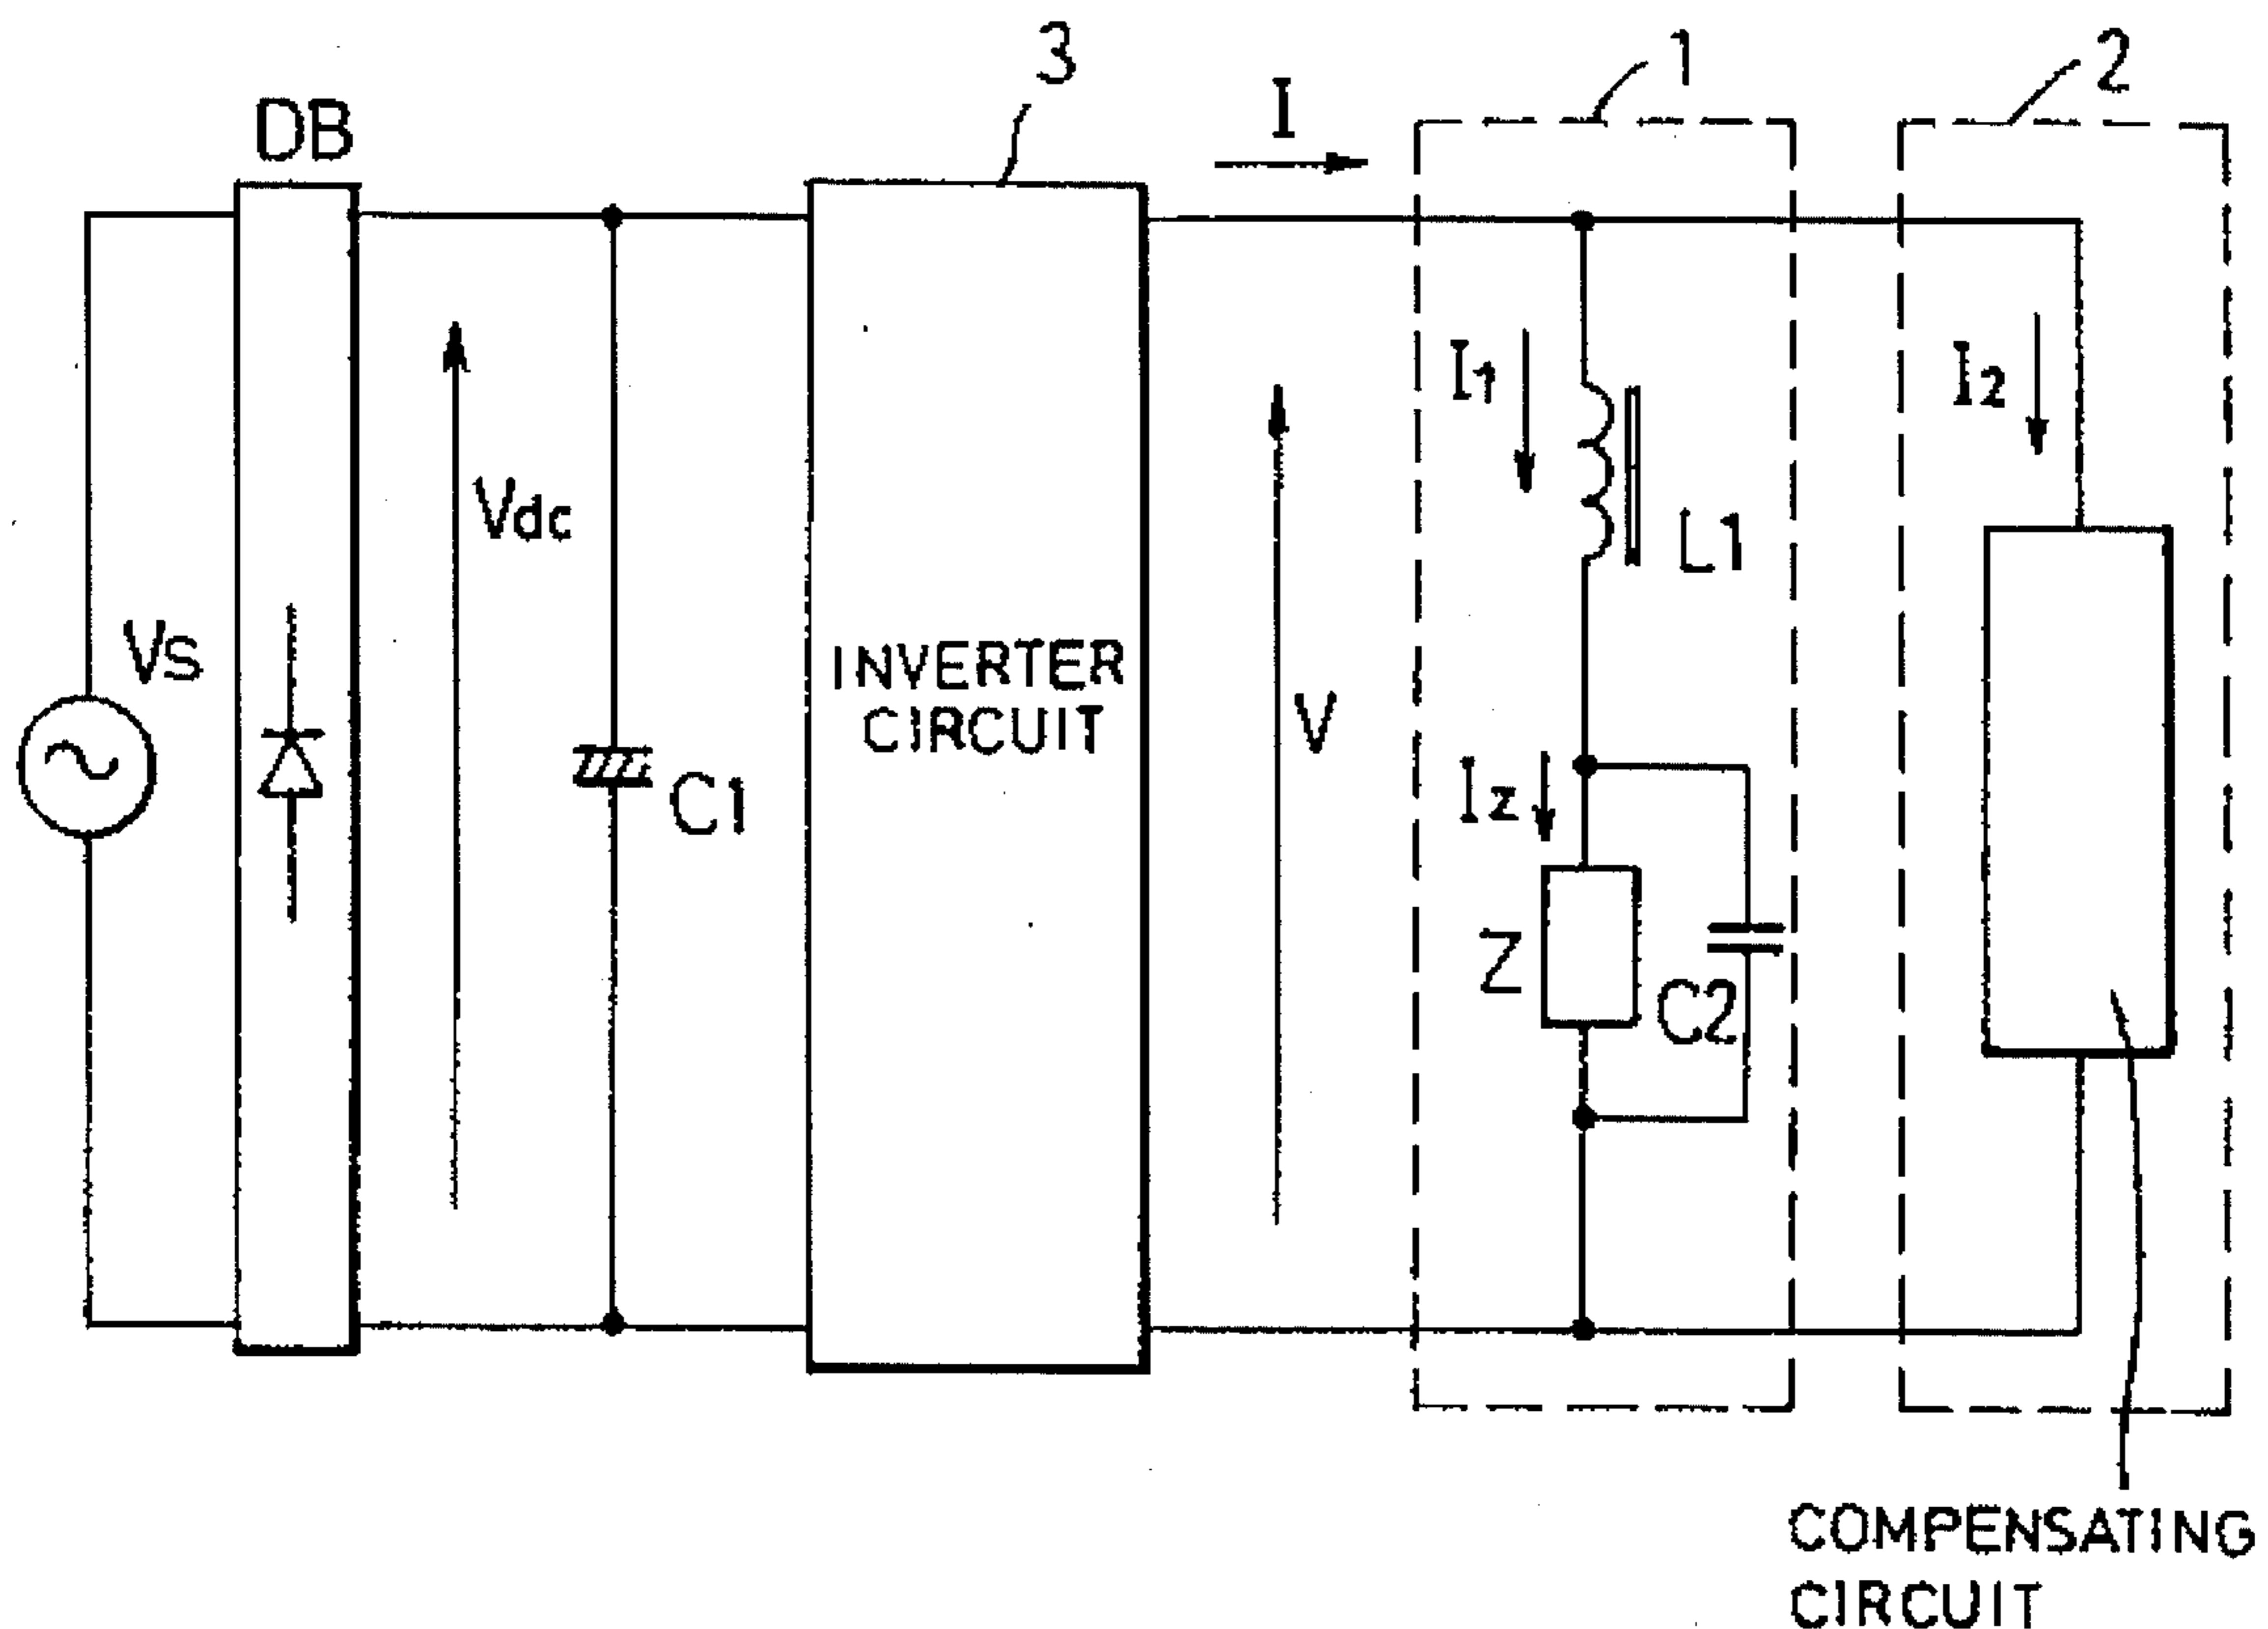 3
1
2
DB
I
Vdc
Vs
INVERTER
CIRCUIT
C1
V
I1
L1
Iz
Z
C2
I2
COMPENSATING
CIRCUIT